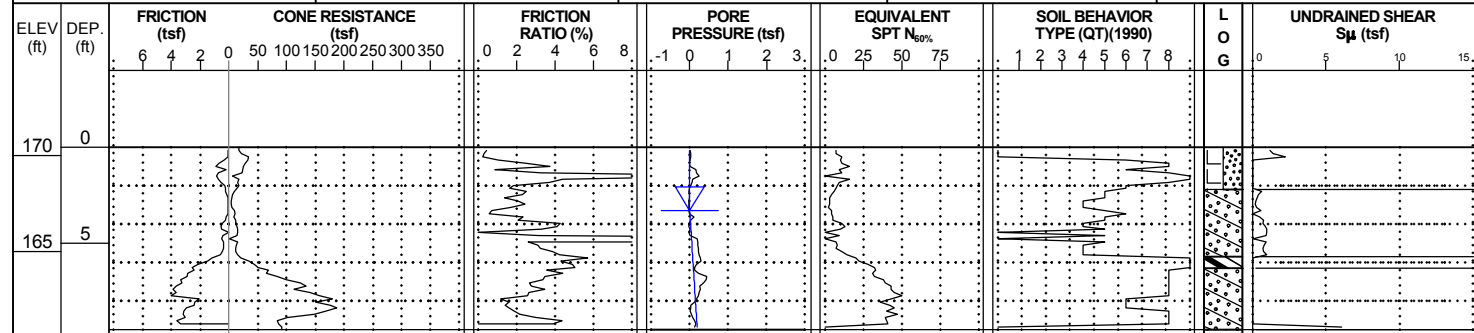 ELEV (ft)
DEP. (ft)
FRICTION (tsf)
6 4 2 0
CONE RESISTANCE (tsf)
50 100 150 200 250 300 350
FRICTION RATIO (%)
0 2 4 6 8
PORE PRESSURE (tsf)
-1 0 1 2 3
EQUIVALENT SPT N60%
0 25 50 75
SOIL BEHAVIOR TYPE (QT)(1990)
1 2 3 4 5 6 7 8
L
O
G
UNDRAINED SHEAR Sµ (tsf)
0 5 10 15
170 0
165 5